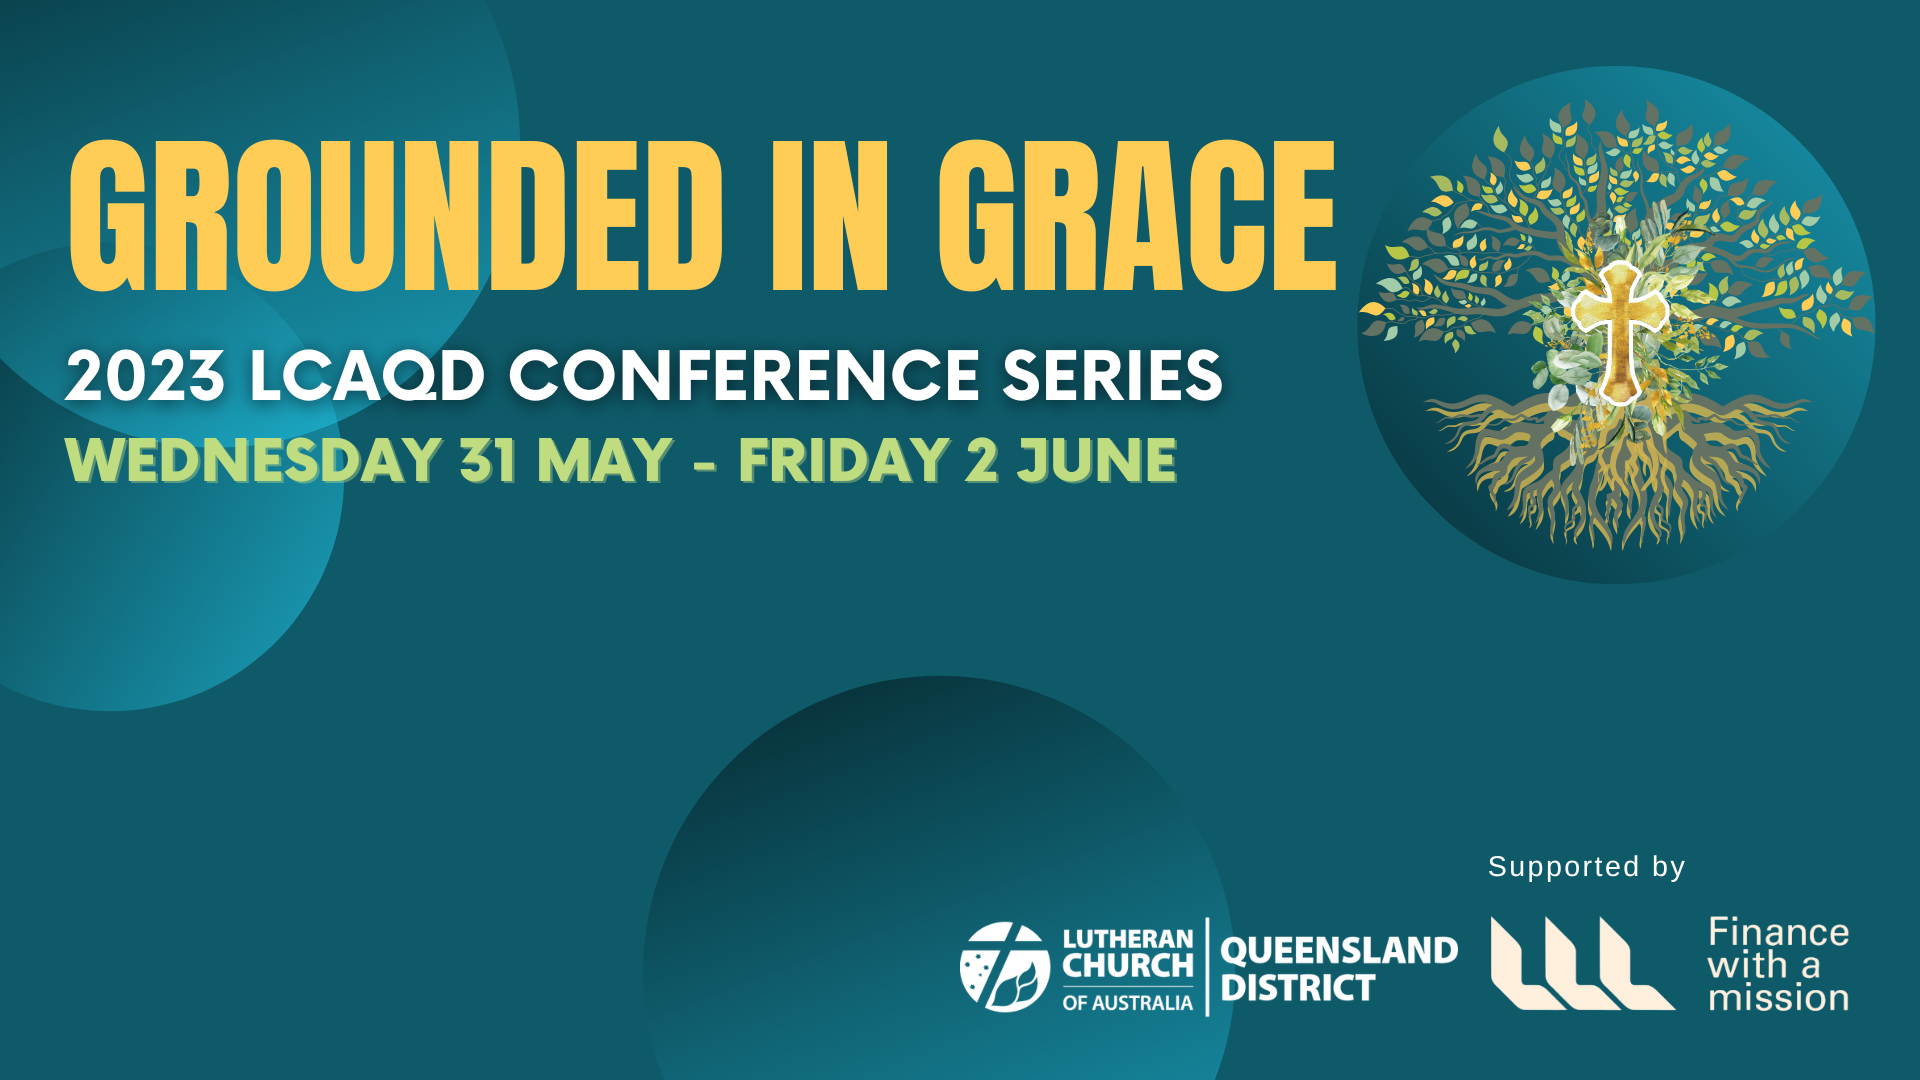 GROUNDED IN GRACE
2023 LCAQD CONFERENCE SERIES
WEDNESDAY 31 MAY - FRIDAY 2 JUNE
Supported by
LUTHERAN
CHURCH
OF AUSTRALIA
QUEENSLAND
DISTRICT
LLL
Finance
with a
mission